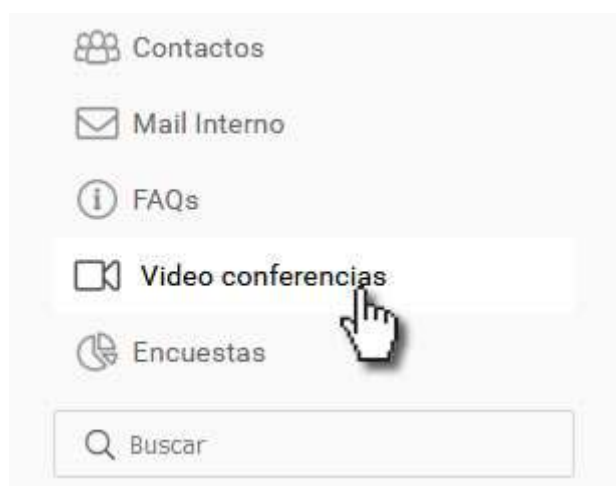 Contactos
Mail Interno
FAQs
Video conferencias
Encuestas
Buscar